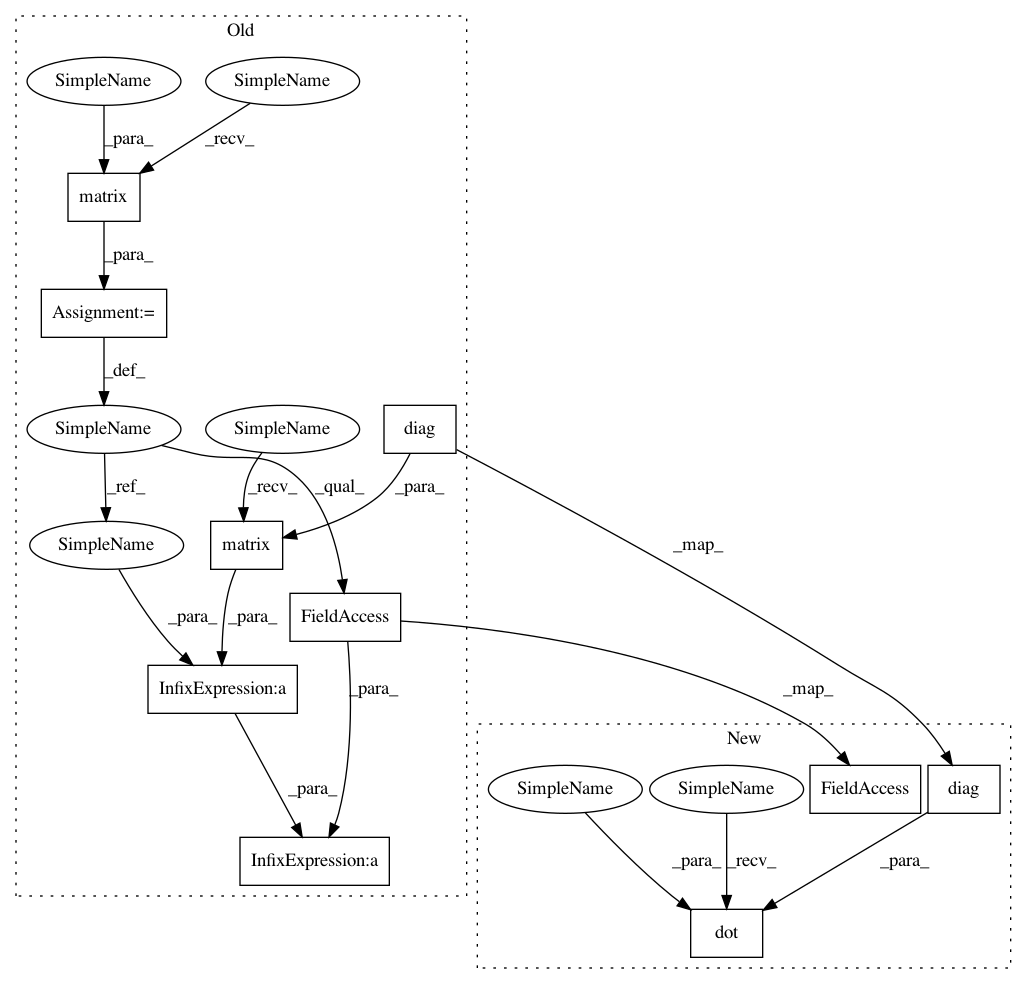 Old
SimpleName
SimpleName
_para_
_recv_
matrix
_para_
Assignment:=
_def_
SimpleName
SimpleName
diag
_ref_
_recv_
_qual_
_para_
SimpleName
matrix
_map_
_para_
_para_
FieldAccess
InfixExpression:a
_para_
_map_
New
_para_
SimpleName
SimpleName
FieldAccess
diag
InfixExpression:a
_para_
_recv_
_para_
dot